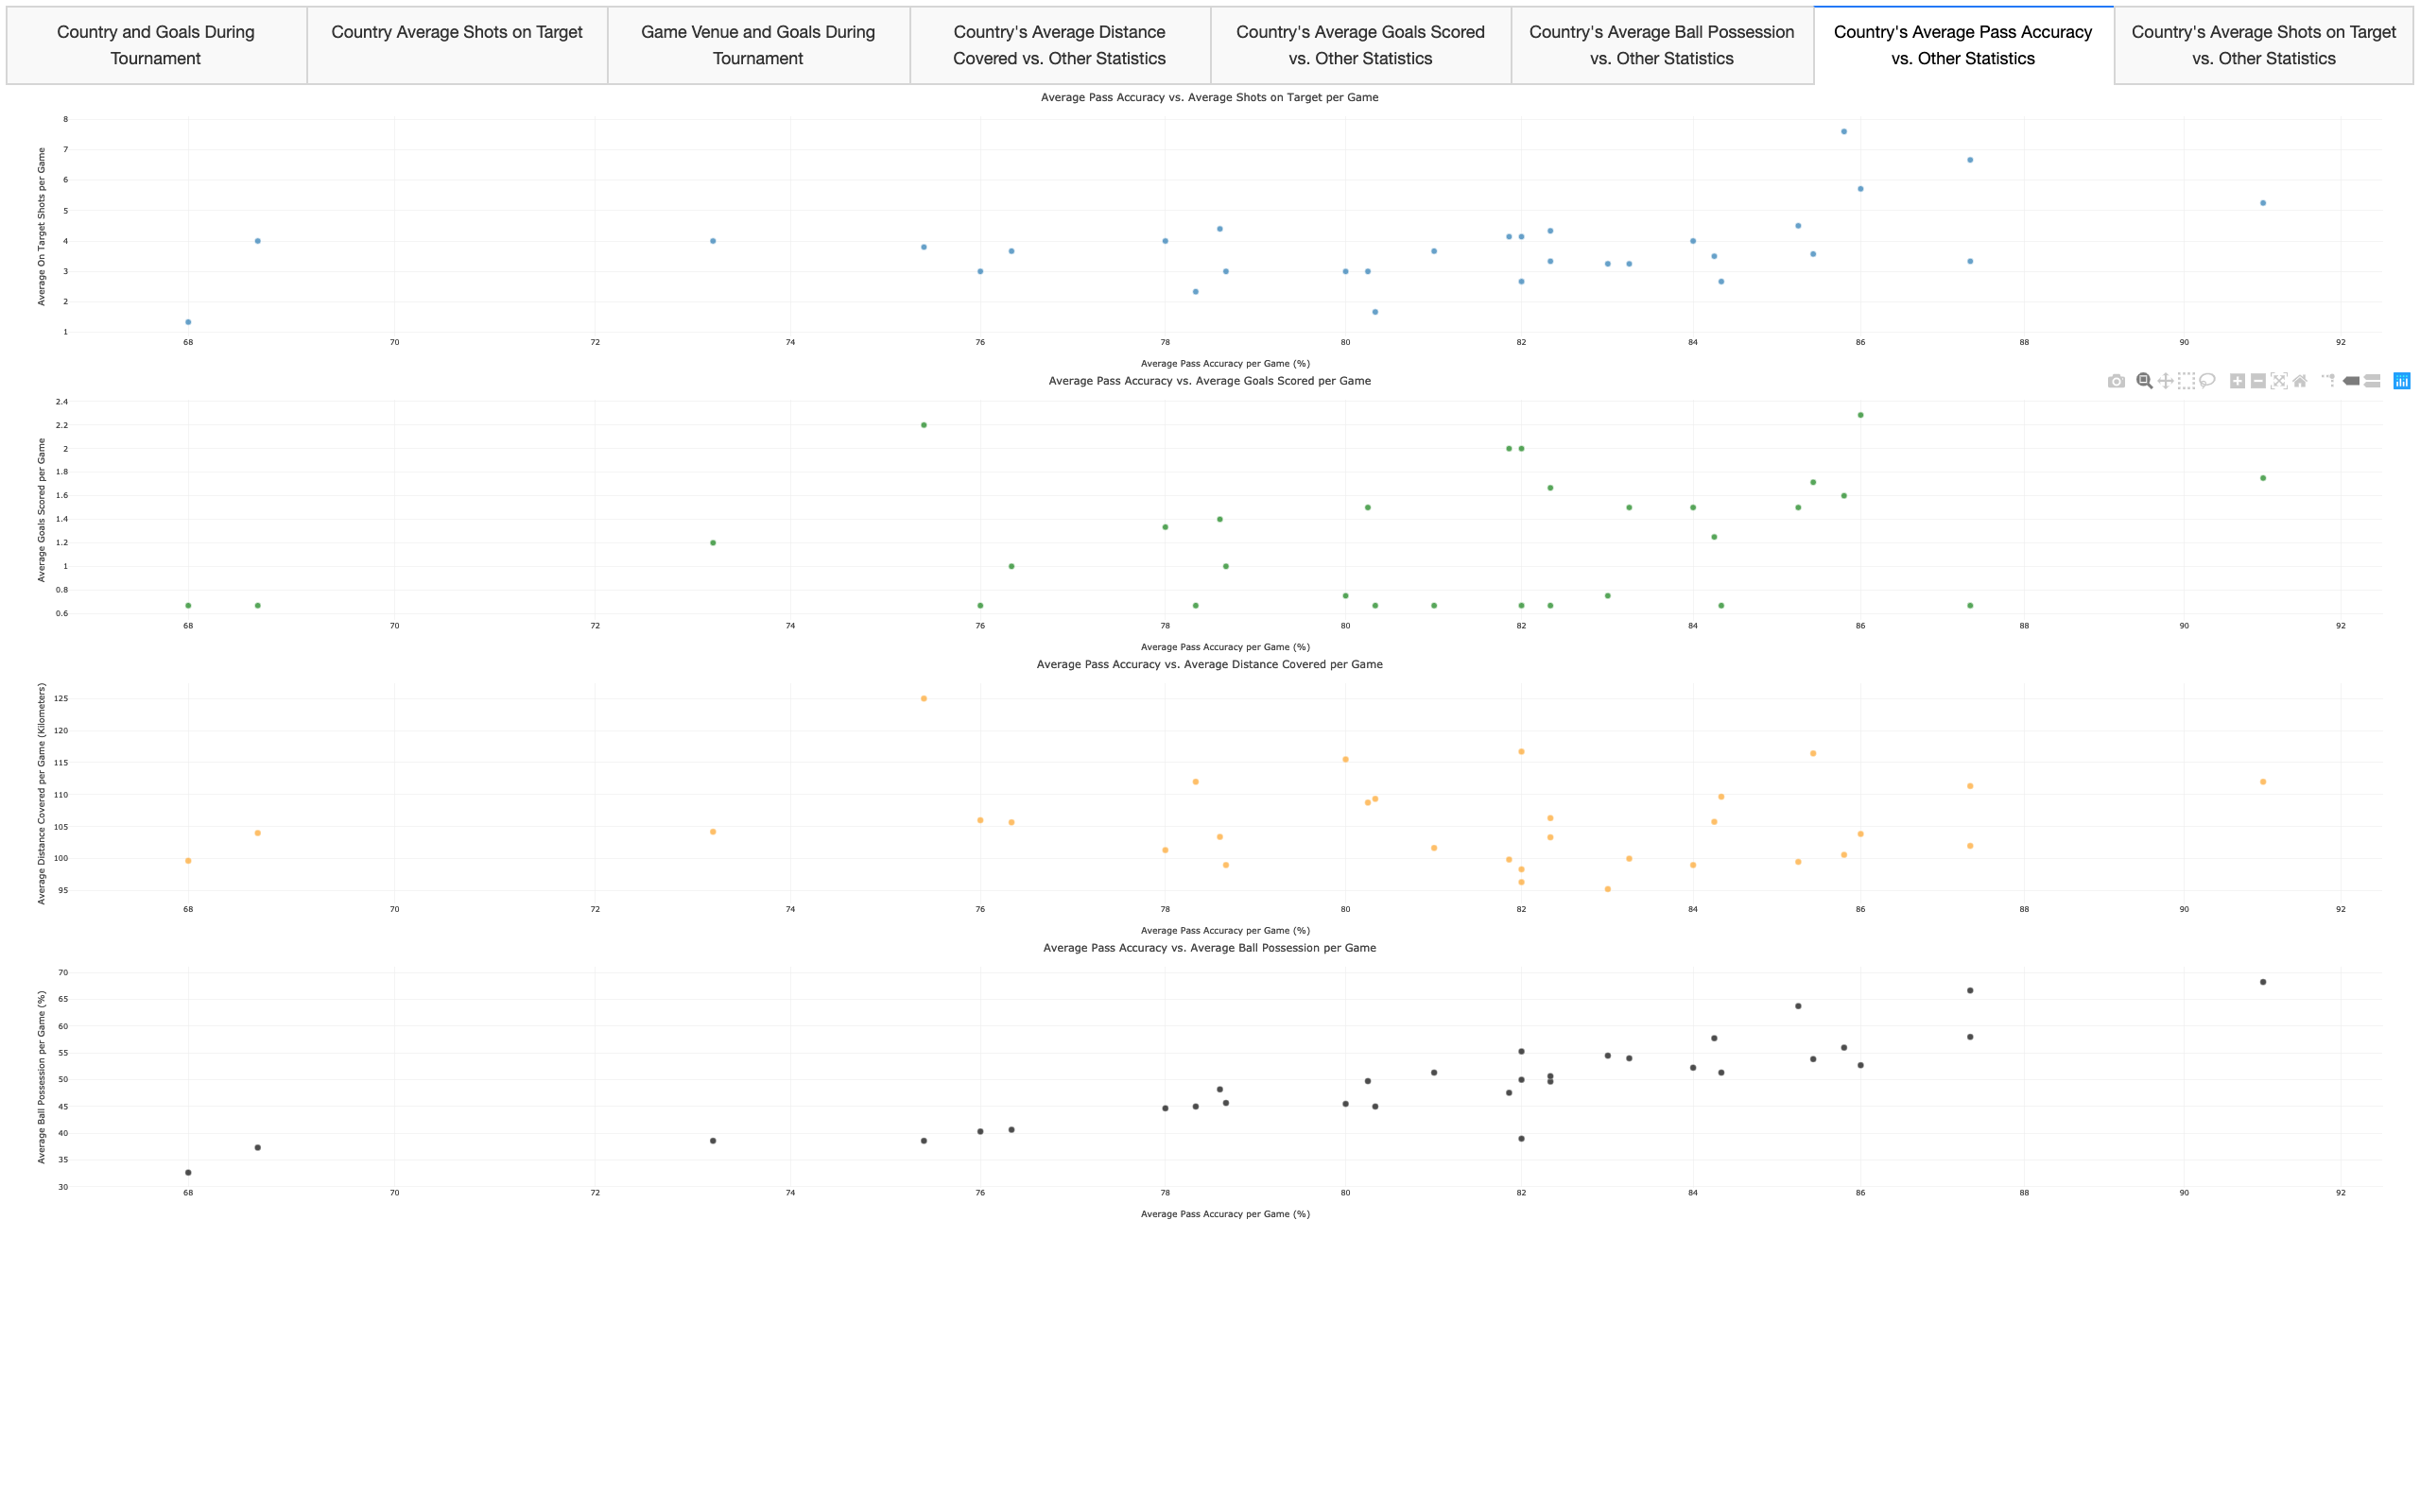 Country and Goals During
Tournament
Country Average Shots on Target
Game Venue and Goals During
Tournament
Country's Average Distance
Covered vs. Other Statistics
Country's Average Goals Scored
vs. Other Statistics
Country's Average Ball Possession
vs. Other Statistics
Country's Average Pass Accuracy
vs. Other Statistics
Country's Average Shots on Target
vs. Other Statistics
Average Pass Accuracy vs. Average Shots on Target per Game
Average On Target Shots per Game
8
7
6
5
4
3
2
1
68 70 72 74 76 78 80 82 84 86 88 90 92
Average Pass Accuracy per Game (%)
Average Pass Accuracy vs. Average Goals Scored per Game
Average Goals Scored per Game
2.4
2.2
2
1.8
1.6
1.4
1.2
1
0.8
0.6
68 70 72 74 76 78 80 82 84 86 88 90 92
Average Pass Accuracy per Game (%)
Average Pass Accuracy vs. Average Distance Covered per Game
Average Distance Covered per Game (Kilometers)
125
120
115
110
105
100
95
68 70 72 74 76 78 80 82 84 86 88 90 92
Average Pass Accuracy per Game (%)
Average Pass Accuracy vs. Average Ball Possession per Game
Average Ball Possession per Game (%)
70
65
60
55
50
45
40
35
30
68 70 72 74 76 78 80 82 84 86 88 90 92
Average Pass Accuracy per Game (%)